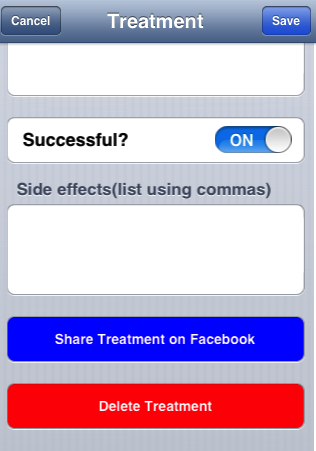 Cancel
Treatment
Save
Successful?
ON
Side effects(list using commas)
Share Treatment on Facebook
Delete Treatment